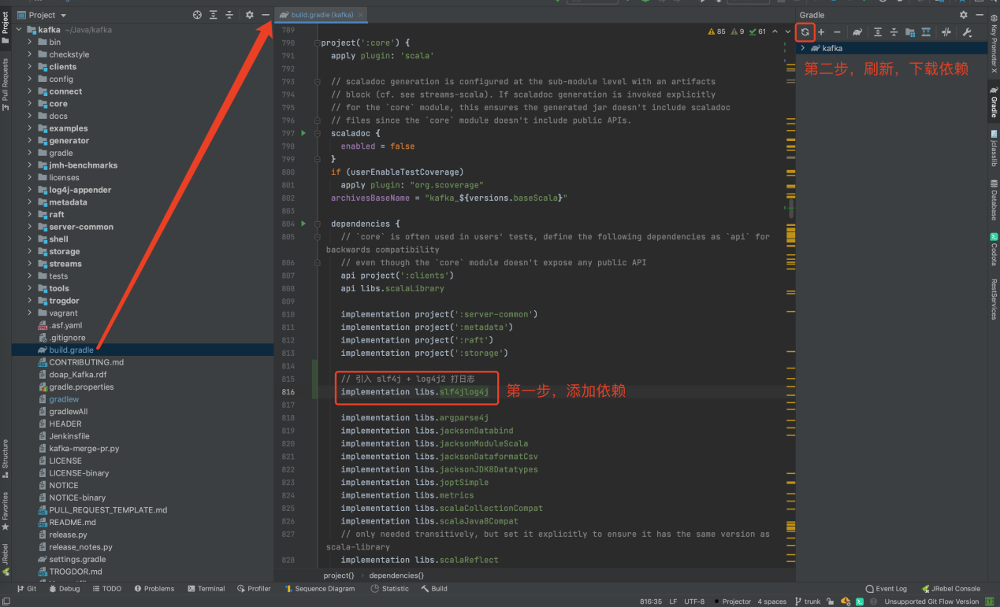 Project
kafka ~/Java/kafka
bin
checkstyle
clients
config
connect
core
docs
examples
generator
gradle
jmh-benchmarks
licenses
log4j-appender
metadata
raft
server-common
shell
storage
streams
tests
tools
trogdor
vagrant
.asf.yaml
.gitignore
build.gradle
CONTRIBUTING.md
doap_Kafka.rdf
gradle.properties
gradlew
gradlewAll
HEADER
Jenkinsfile
kafka-merge-pr.py
LICENSE
LICENSE-binary
NOTICE
NOTICE-binary
PULL_REQUEST_TEMPLATE.md
README.md
release.py
release_notes.py
settings.gradle
TROGDOR.md
Project
Pull Requests
Structure
Favorites
JRebel
build.gradle (kafka)
85 9 61
789
790 project(':core') {
791 apply plugin: 'scala'
792
793 // scaladoc generation is configured at the sub-module level with an artifacts
794 // block (cf. see streams-scala). If scaladoc generation is invoked explicitly
795 // for the `core` module, this ensures the generated jar doesn't include scaladoc
796 // files since the `core` module doesn't include public APIs.
797 scaladoc {
798 enabled = false
799 }
800 if (userEnableTestCoverage)
801 apply plugin: "org.scoverage"
802 archivesBaseName = "kafka_${versions.baseScala}"
803
804 dependencies {
805 // `core` is often used in users' tests, define the following dependencies as `api` for
backwards compatibility
806 // even though the `core` module doesn't expose any public API
807 api project(':clients')
808 api libs.scalaLibrary
809
810 implementation project(':server-common')
811 implementation project(':metadata')
812 implementation project(':raft')
813 implementation project(':storage')
814
815 // 引入 slf4j + log4j2 打日志
816 implementation libs.slf4jlog4j
第一步，添加依赖
817
818 implementation libs.argparse4j
819 implementation libs.jacksonDatabind
820 implementation libs.jacksonModuleScala
821 implementation libs.jacksonDataformatCsv
822 implementation libs.jacksonJDK8Datatypes
823 implementation libs.joptSimple
824 implementation libs.metrics
825 implementation libs.scalaCollectionCompat
826 implementation libs.scalaJava8Compat
827 // only needed transitively, but set it explicitly to ensure it has the same version as
scala-library
828 implementation libs.scalaReflect
project{} › dependencies{}
Gradle
kafka
第二步，刷新，下载依赖
Key Promoter X
Gradle
jclasslib
Database
Codota
RestServices
Git Debug TODO Problems Terminal Profiler Sequence Diagram Statistic Build Event Log JRebel Console
816:35 LF UTF-8 Projector 4 spaces trunk Unsupported Git Flow Version